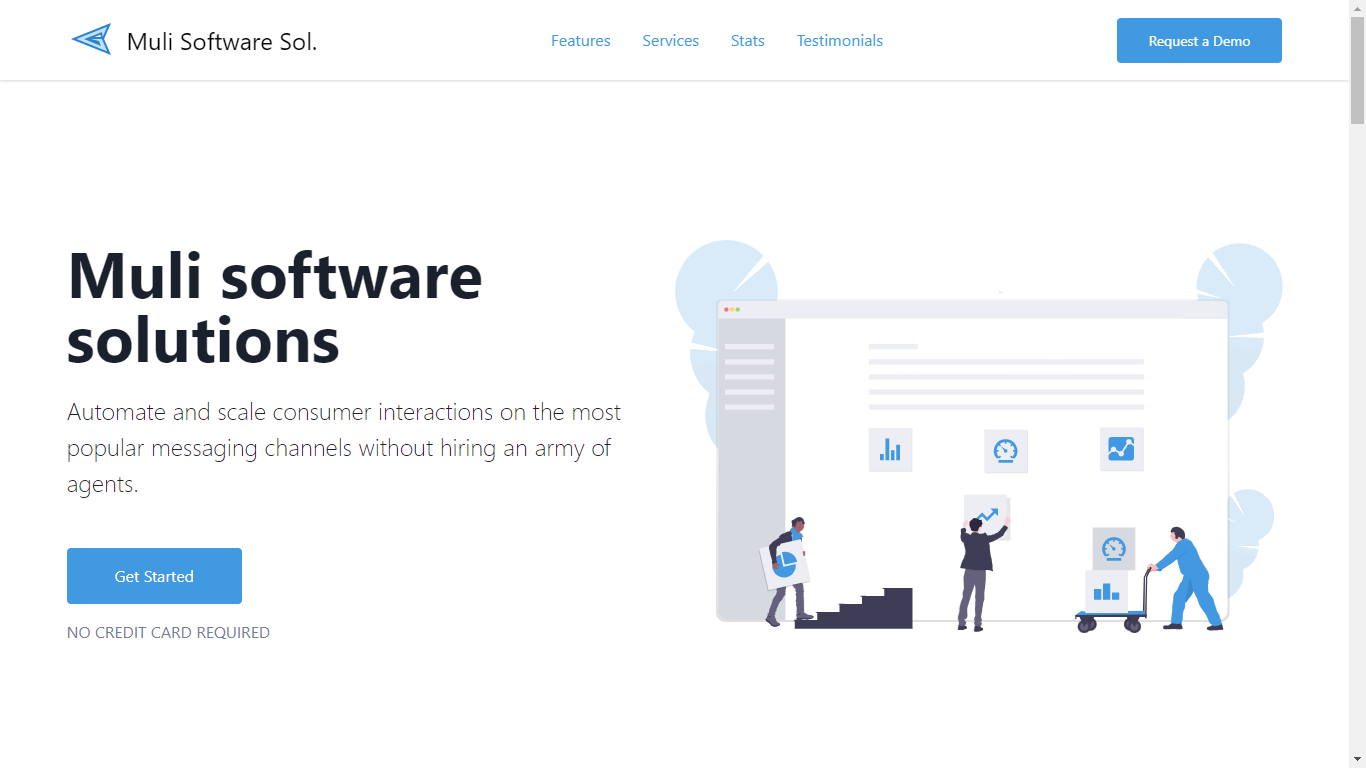 Muli Software Sol.
Features
Services
Stats
Testimonials
Request a Demo
Muli software
solutions
Automate and scale consumer interactions on the most
popular messaging channels without hiring an army of
agents.
Get Started
NO CREDIT CARD REQUIRED